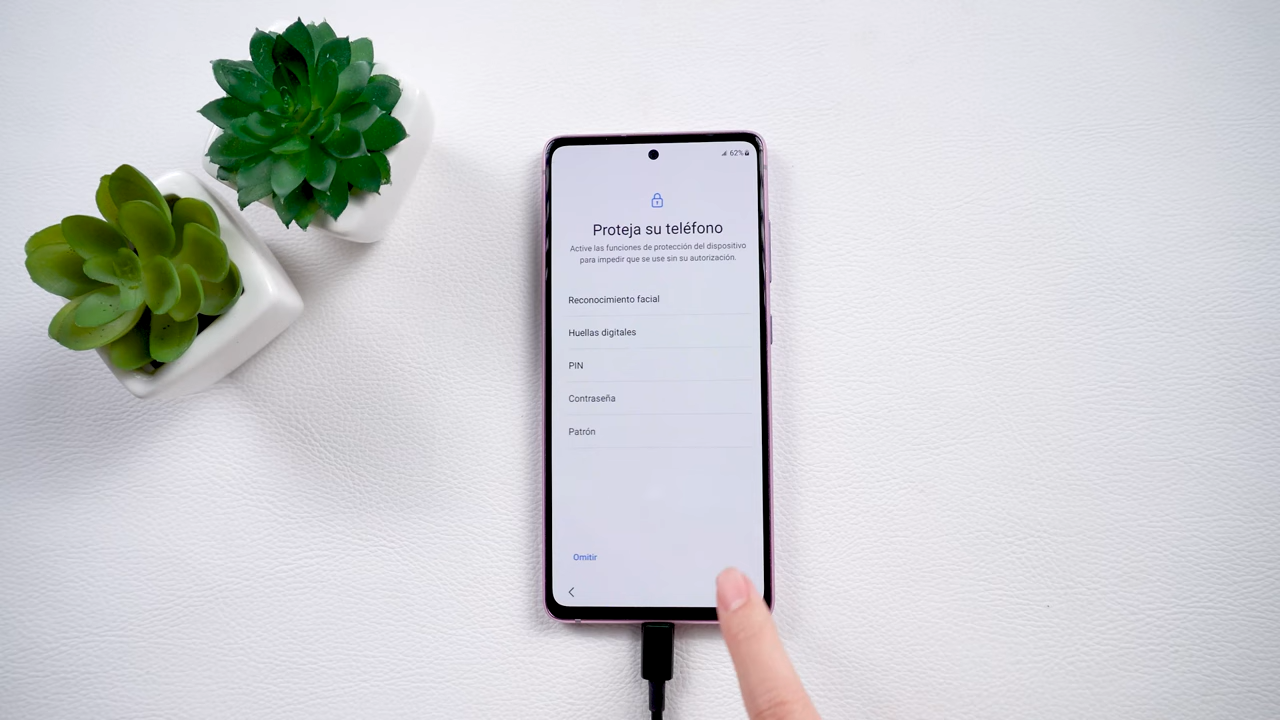 62%
Proteja su teléfono
Active las funciones de protección del dispositivo
para impedir que se use sin su autorización.
Reconocimiento facial
Huellas digitales
PIN
Contraseña
Patrón
Omitir